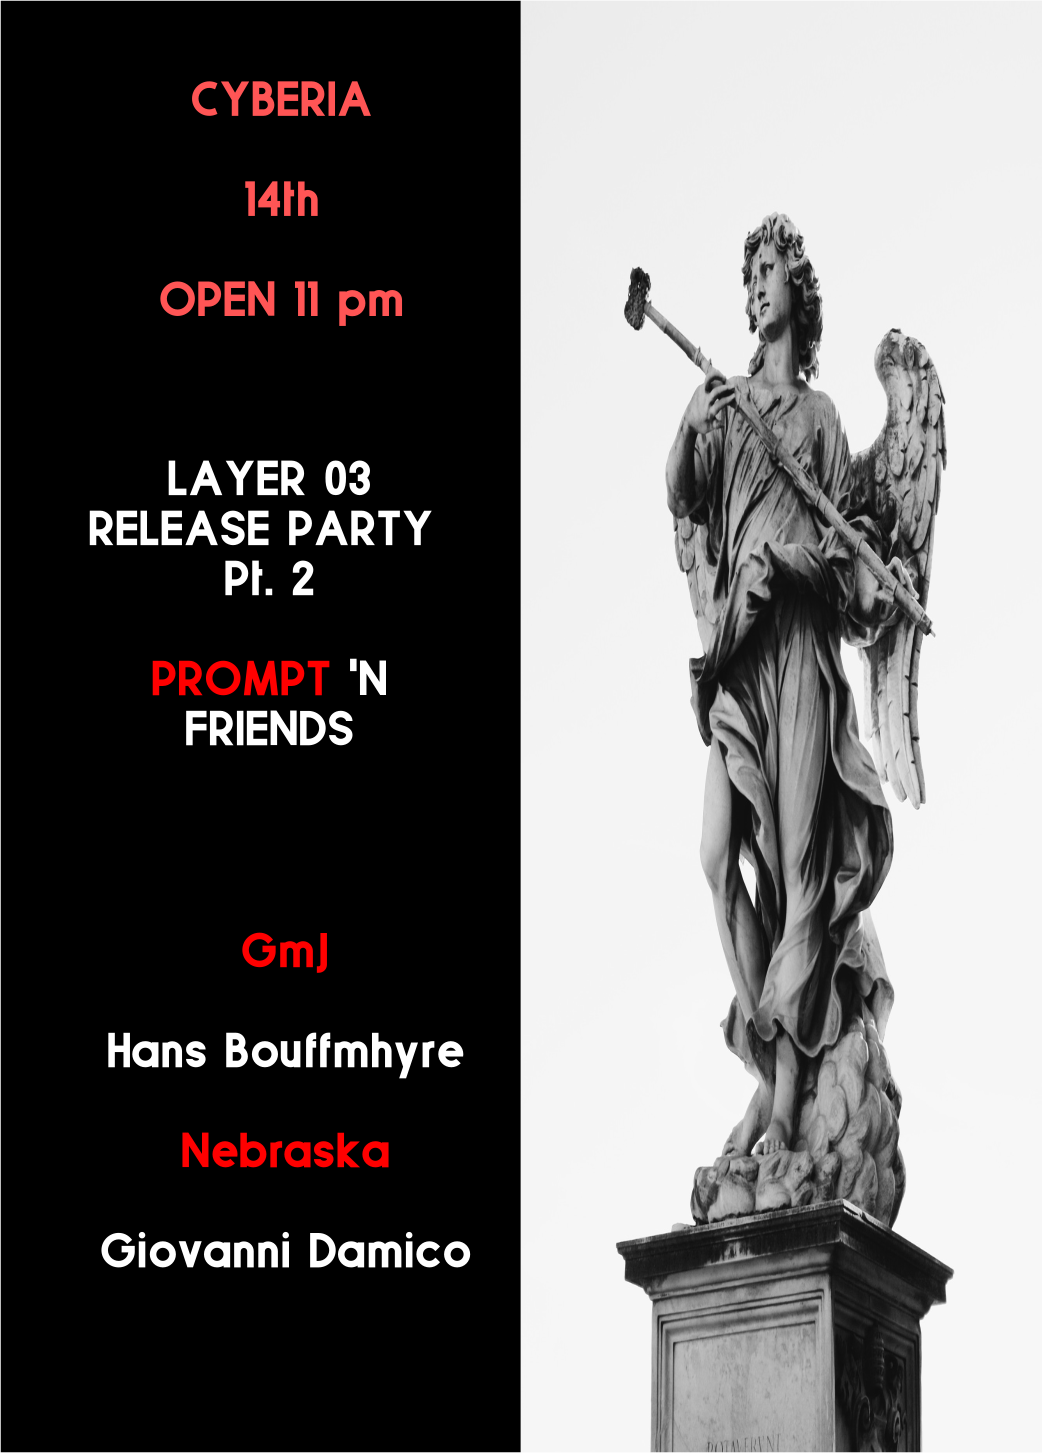 CYBERIA
14th
OPEN 11 pm
LAYER 03
RELEASE PARTY
Pt. 2
PROMPT 'N
FRIENDS
GmJ
Hans Bouffmhyre
Nebraska
Giovanni Damico